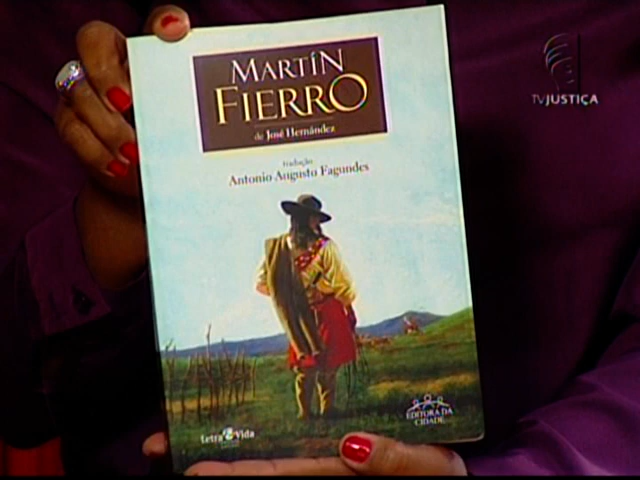 MARTÍN
FIERRO
de José Hernández
tradução
Antonio Augusto Fagundes
TV JUSTIÇA
Letra&Vida
EDITORA DA
CIDADE